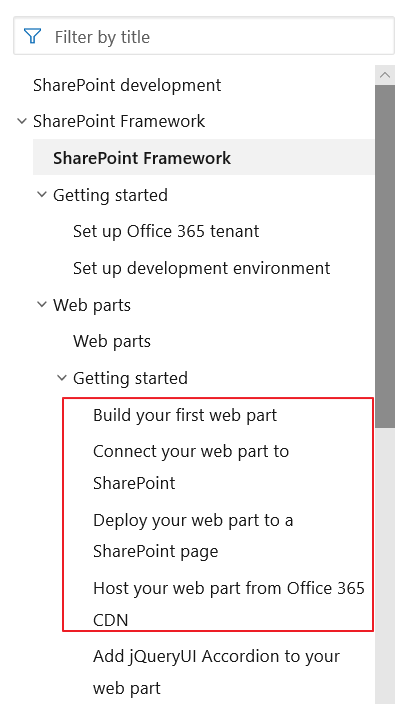 Filter by title
SharePoint development
SharePoint Framework
SharePoint Framework
Getting started
Set up Office 365 tenant
Set up development environment
Web parts
Web parts
Getting started
Build your first web part
Connect your web part to
SharePoint
Deploy your web part to a
SharePoint page
Host your web part from Office 365
CDN
Add jQueryUI Accordion to your
web part